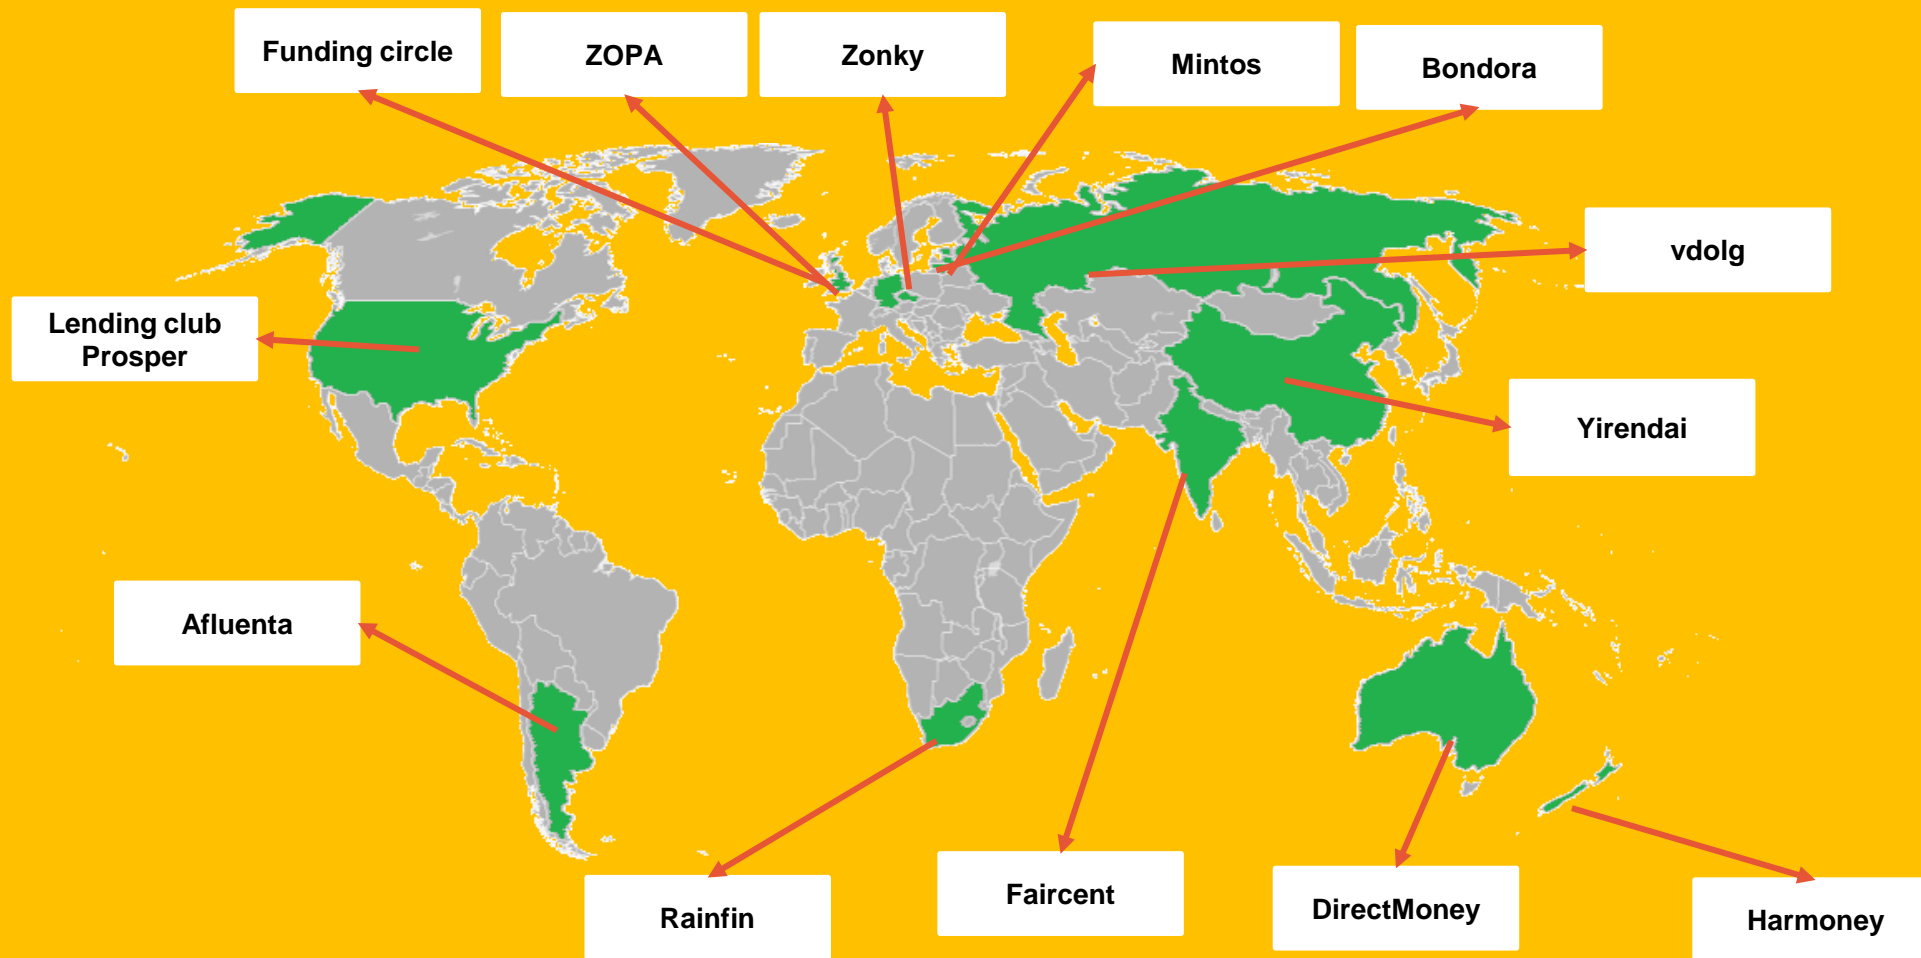 Funding circle
ZOPA
Zonky
Mintos
Bondora
vdolg
Lending club
Prosper
Yirendai
Afluenta
Rainfin
Faircent
DirectMoney
Harmoney